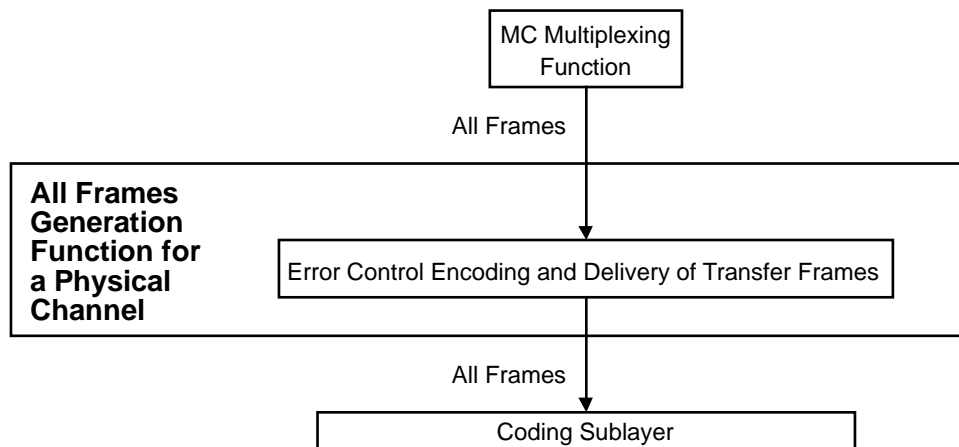 MC Multiplexing
Function
All Frames
All Frames
Generation
Function for
a Physical
Channel
Error Control Encoding and Delivery of Transfer Frames
All Frames
Coding Sublayer